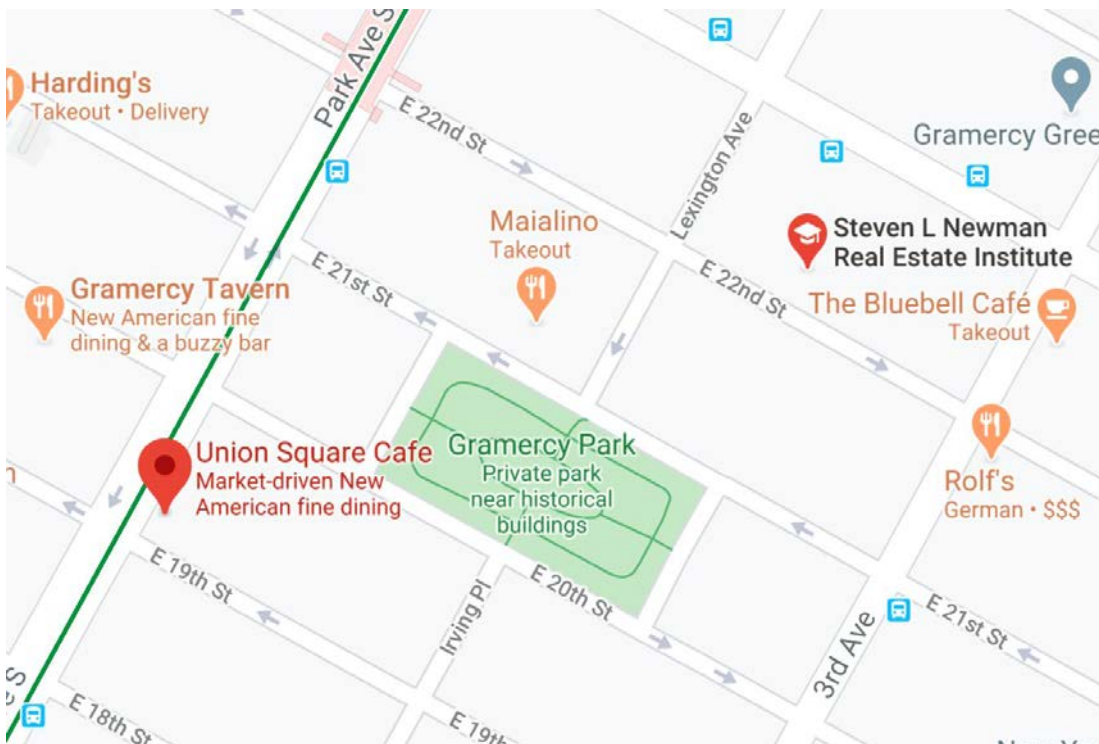 Harding's
Takeout • Delivery
Park Ave S
E 22nd St
Lexington Ave
Gramercy Gree
Maialino
Takeout
Steven L Newman
Real Estate Institute
E 21st St
E 22nd St
The Bluebell Café
Takeout
Gramercy Tavern
New American fine
dining & a buzzy bar
Gramercy Park
Private park
near historical
buildings
Union Square Cafe
Market-driven New
American fine dining
Rolf's
German • $$$
E 19th St
Irving Pl
E 20th St
E 21st St
3rd Ave
E 18th St
E 19th